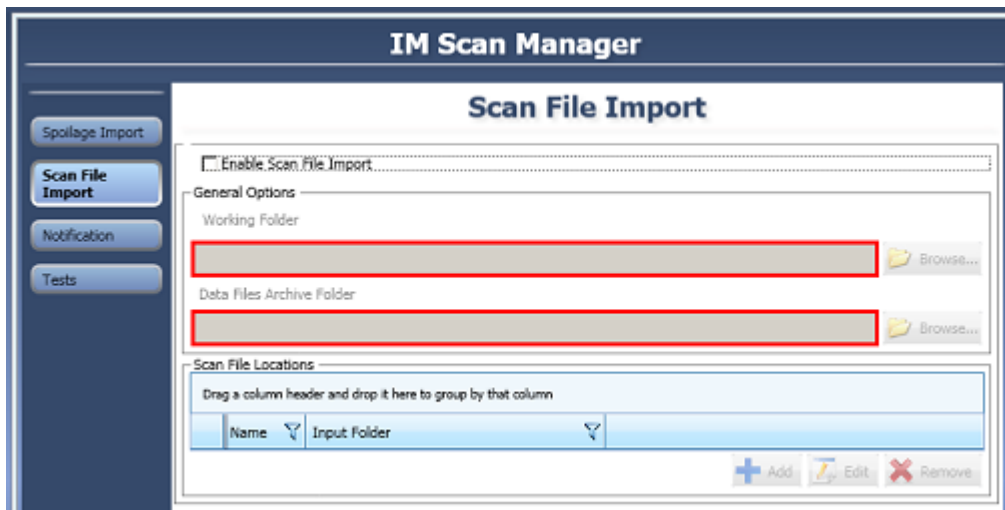 IM Scan Manager
Scan File Import
Spoilage Import
Scan File
Import
Notification
Tests
Enable Scan File Import
General Options
Working Folder
Browse...
Data Files Archive Folder
Browse...
Scan File Locations
Drag a column header and drop it here to group by that column
Name Input Folder
Add Edit Remove